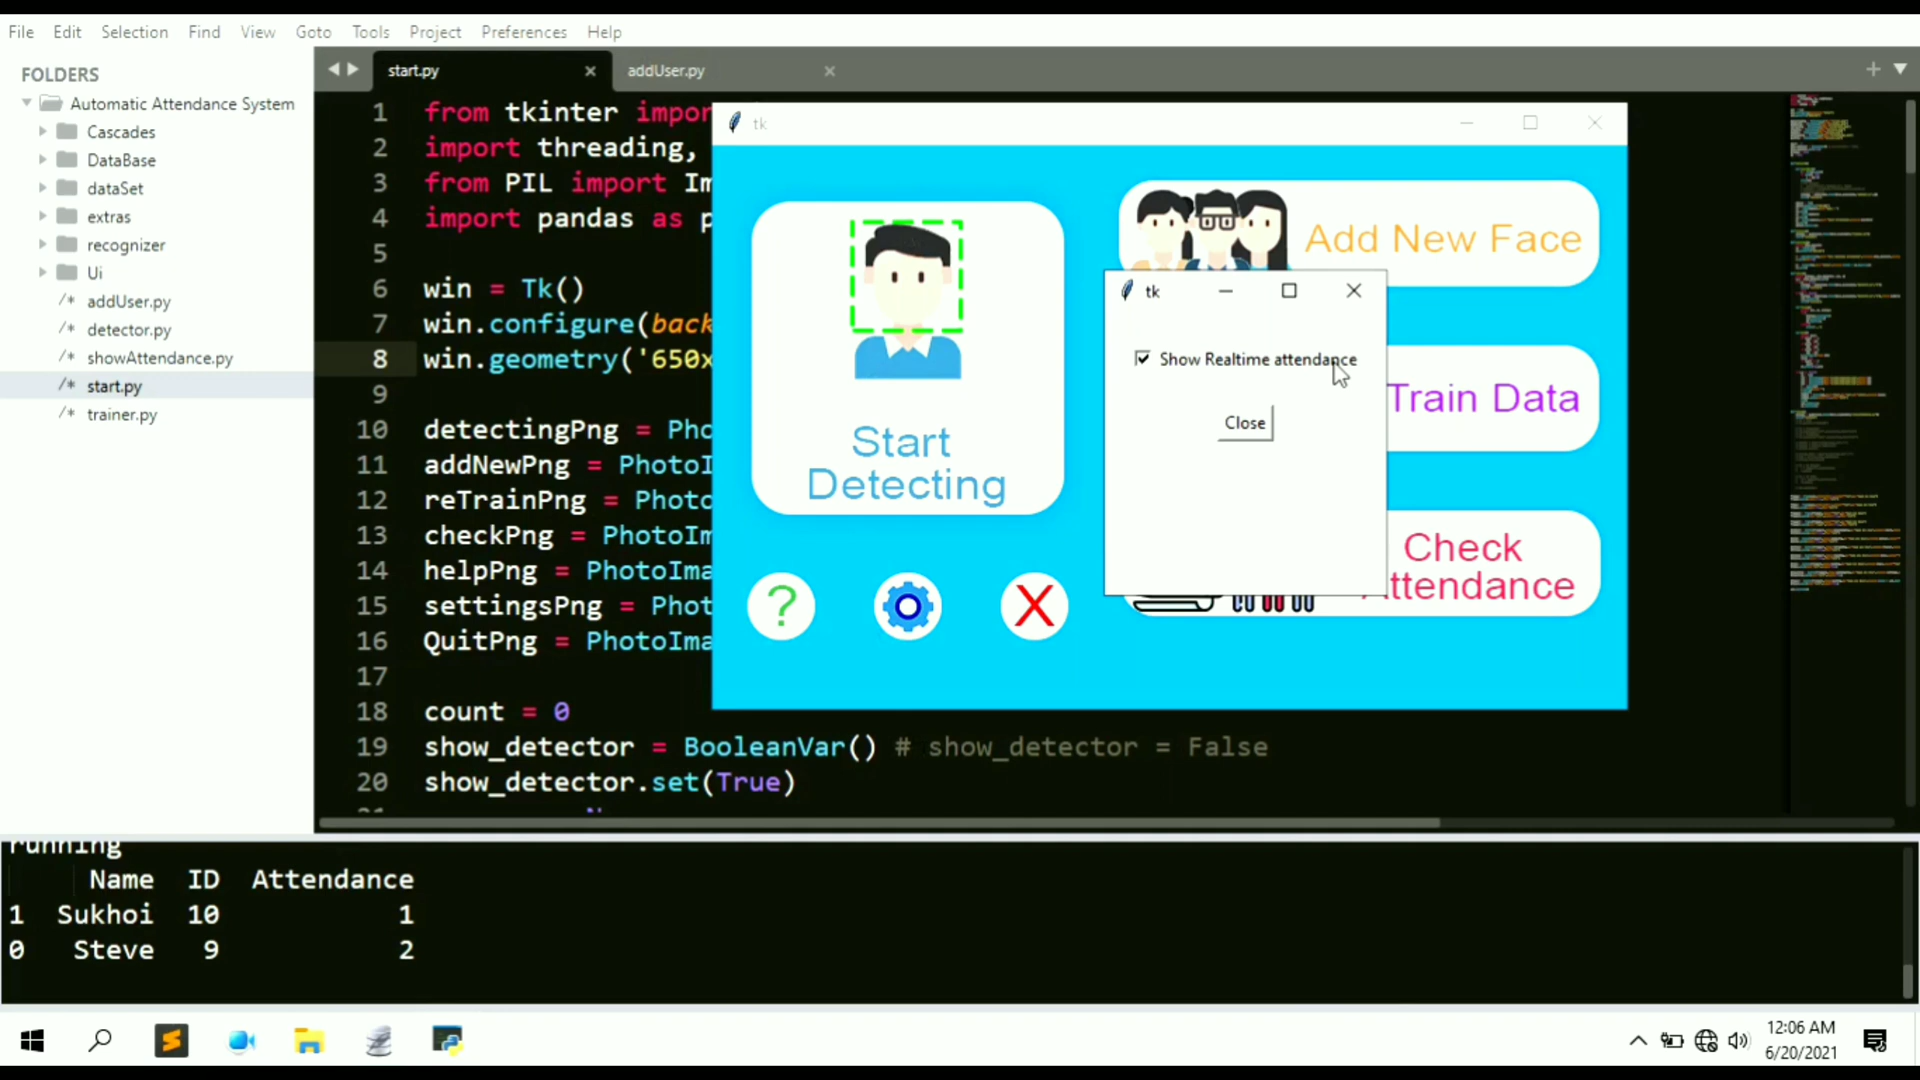 File Edit Selection Find View Goto Tools Project Preferences Help
FOLDERS
Automatic Attendance System
Cascades
DataBase
dataSet
extras
recognizer
Ui
/* addUser.py
/* detector.py
/* showAttendance.py
/* start.py
/* trainer.py
start.py
addUser.py
1 from tkinter impor
2 import threading,
3 from PIL import Im
4 import pandas as p
5
6 win = Tk()
7 win.configure(back
8 win.geometry('650x
9
10 detectingPng = Pho
11 addNewPng = PhotoI
12 reTrainPng = Photo
13 checkPng = PhotoIm
14 helpPng = PhotoIma
15 settingsPng = Phot
16 QuitPng = PhotoIma
17
18 count = 0
19 show_detector = BooleanVar() # show_detector = False
20 show_detector.set(True)
tk
Start
Detecting
?
X
Add New Face
Train Data
Check
ttendance
tk
Show Realtime attendance
Close
running
Name ID Attendance
1 Sukhoi 10 1
0 Steve 9 2
12:06 AM
6/20/2021